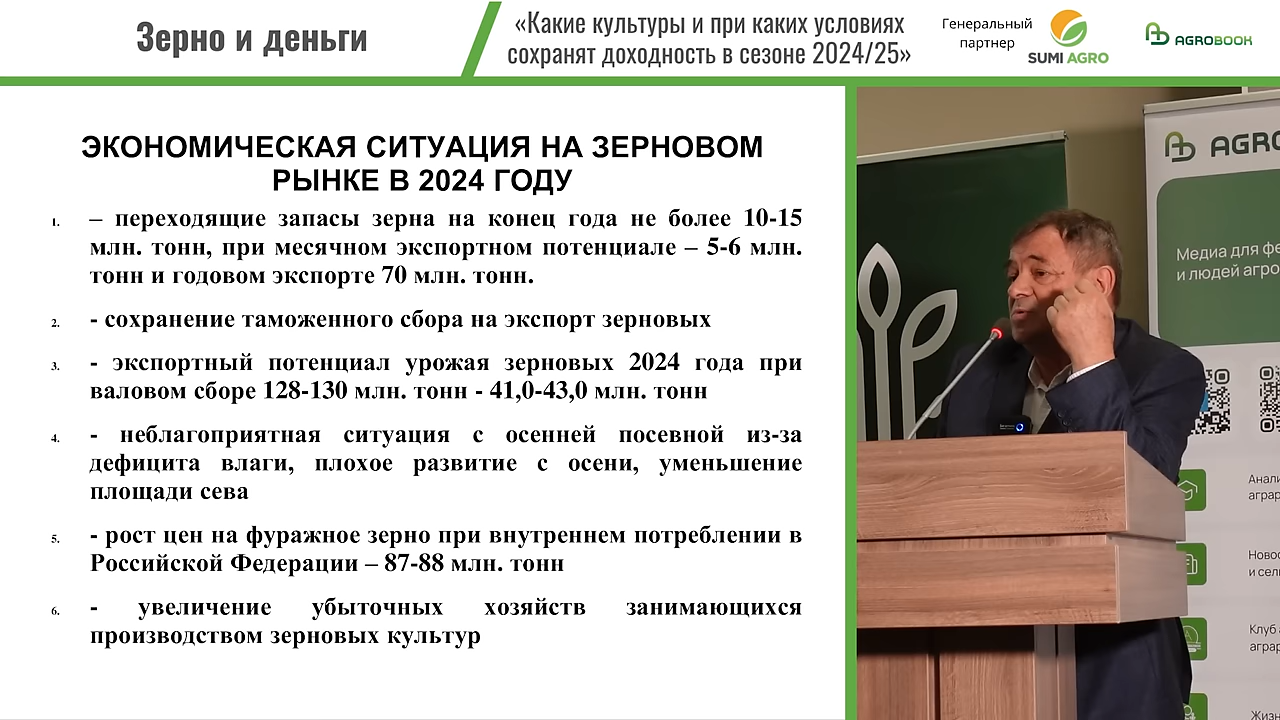 Зерно и деньги
«Какие культуры и при каких условиях
сохранят доходность в сезоне 2024/25»
Генеральный
партнер
SUMI AGRO
AGROBOOK
ЭКОНОМИЧЕСКАЯ СИТУАЦИЯ НА ЗЕРНОВОМ
РЫНКЕ В 2024 ГОДУ
1. – переходящие запасы зерна на конец года не более 10-15
млн. тонн, при месячном экспортном потенциале – 5-6 млн.
тонн и годовом экспорте 70 млн. тонн.
2. - сохранение таможенного сбора на экспорт зерновых
3. - экспортный потенциал урожая зерновых 2024 года при
валовом сборе 128-130 млн. тонн - 41,0-43,0 млн. тонн
4. - неблагоприятная ситуация с осенней посевной из-за
дефицита влаги, плохое развитие с осени, уменьшение
площади сева
5. - рост цен на фуражное зерно при внутреннем потреблении в
Российской Федерации – 87-88 млн. тонн
6. - увеличение убыточных хозяйств занимающихся
производством зерновых культур
AGRO
Медиа для фе
и людей агро
Анали
аграр
Новос
и сел
Клуб а
аграр
Жизн